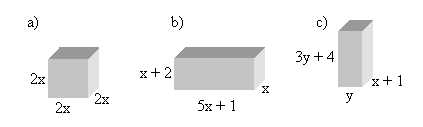 a) b) c)
2x 2x 2x
x + 2 5x + 1 x
3y + 4 y x + 1